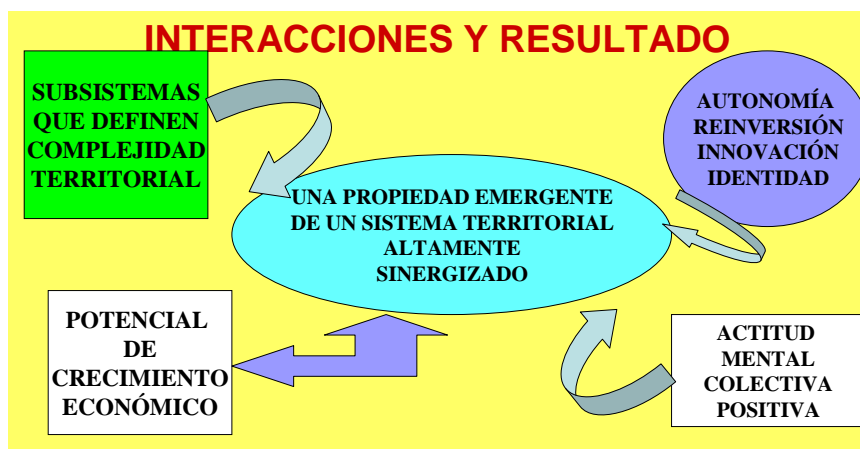 INTERACCIONES Y RESULTADO
SUBSISTEMAS
QUE DEFINEN
COMPLEJIDAD
TERRITORIAL
AUTONOMÍA
REINVERSIÓN
INNOVACIÓN
IDENTIDAD
UNA PROPIEDAD EMERGENTE
DE UN SISTEMA TERRITORIAL
ALTAMENTE
SINERGIZADO
POTENCIAL
DE
CRECIMIENTO
ECONÓMICO
ACTITUD
MENTAL
COLECTIVA
POSITIVA